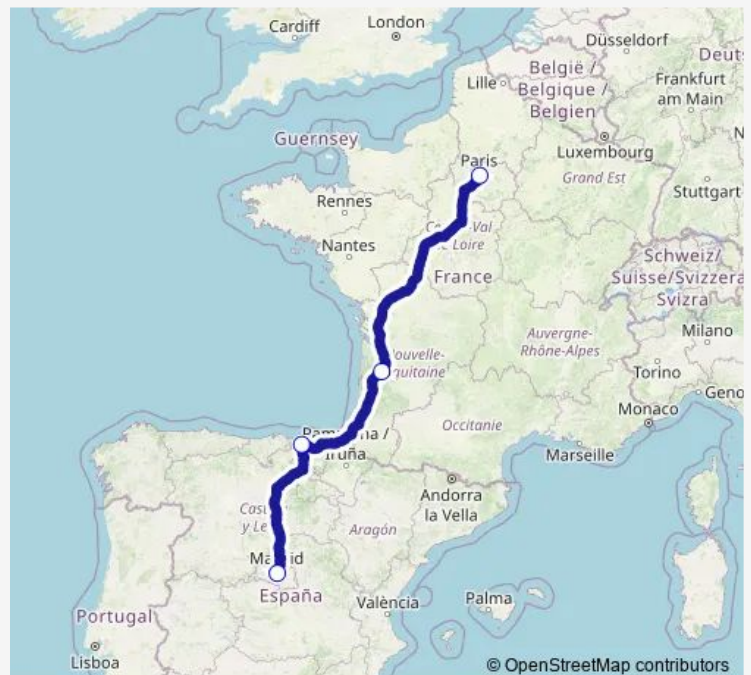 Cardiff
London
Düsseldorf
België /
Belgique /
Belgien
Deuts
Lille
Frankfurt
am Main
Guernsey
Luxembourg
Paris
Grand Est
Stuttgart
Rennes
Nantes
Loire
France
Schweiz/
Suisse/Svizzera
Svizra
Milano
Auvergne-
Rhône-Alpes
Torino
Geno
Monaco
Occitanie
Marseille
Andorra
la Vella
Aragón
España
València
Palma
Portugal
Lisboa
© OpenStreetMap contributors